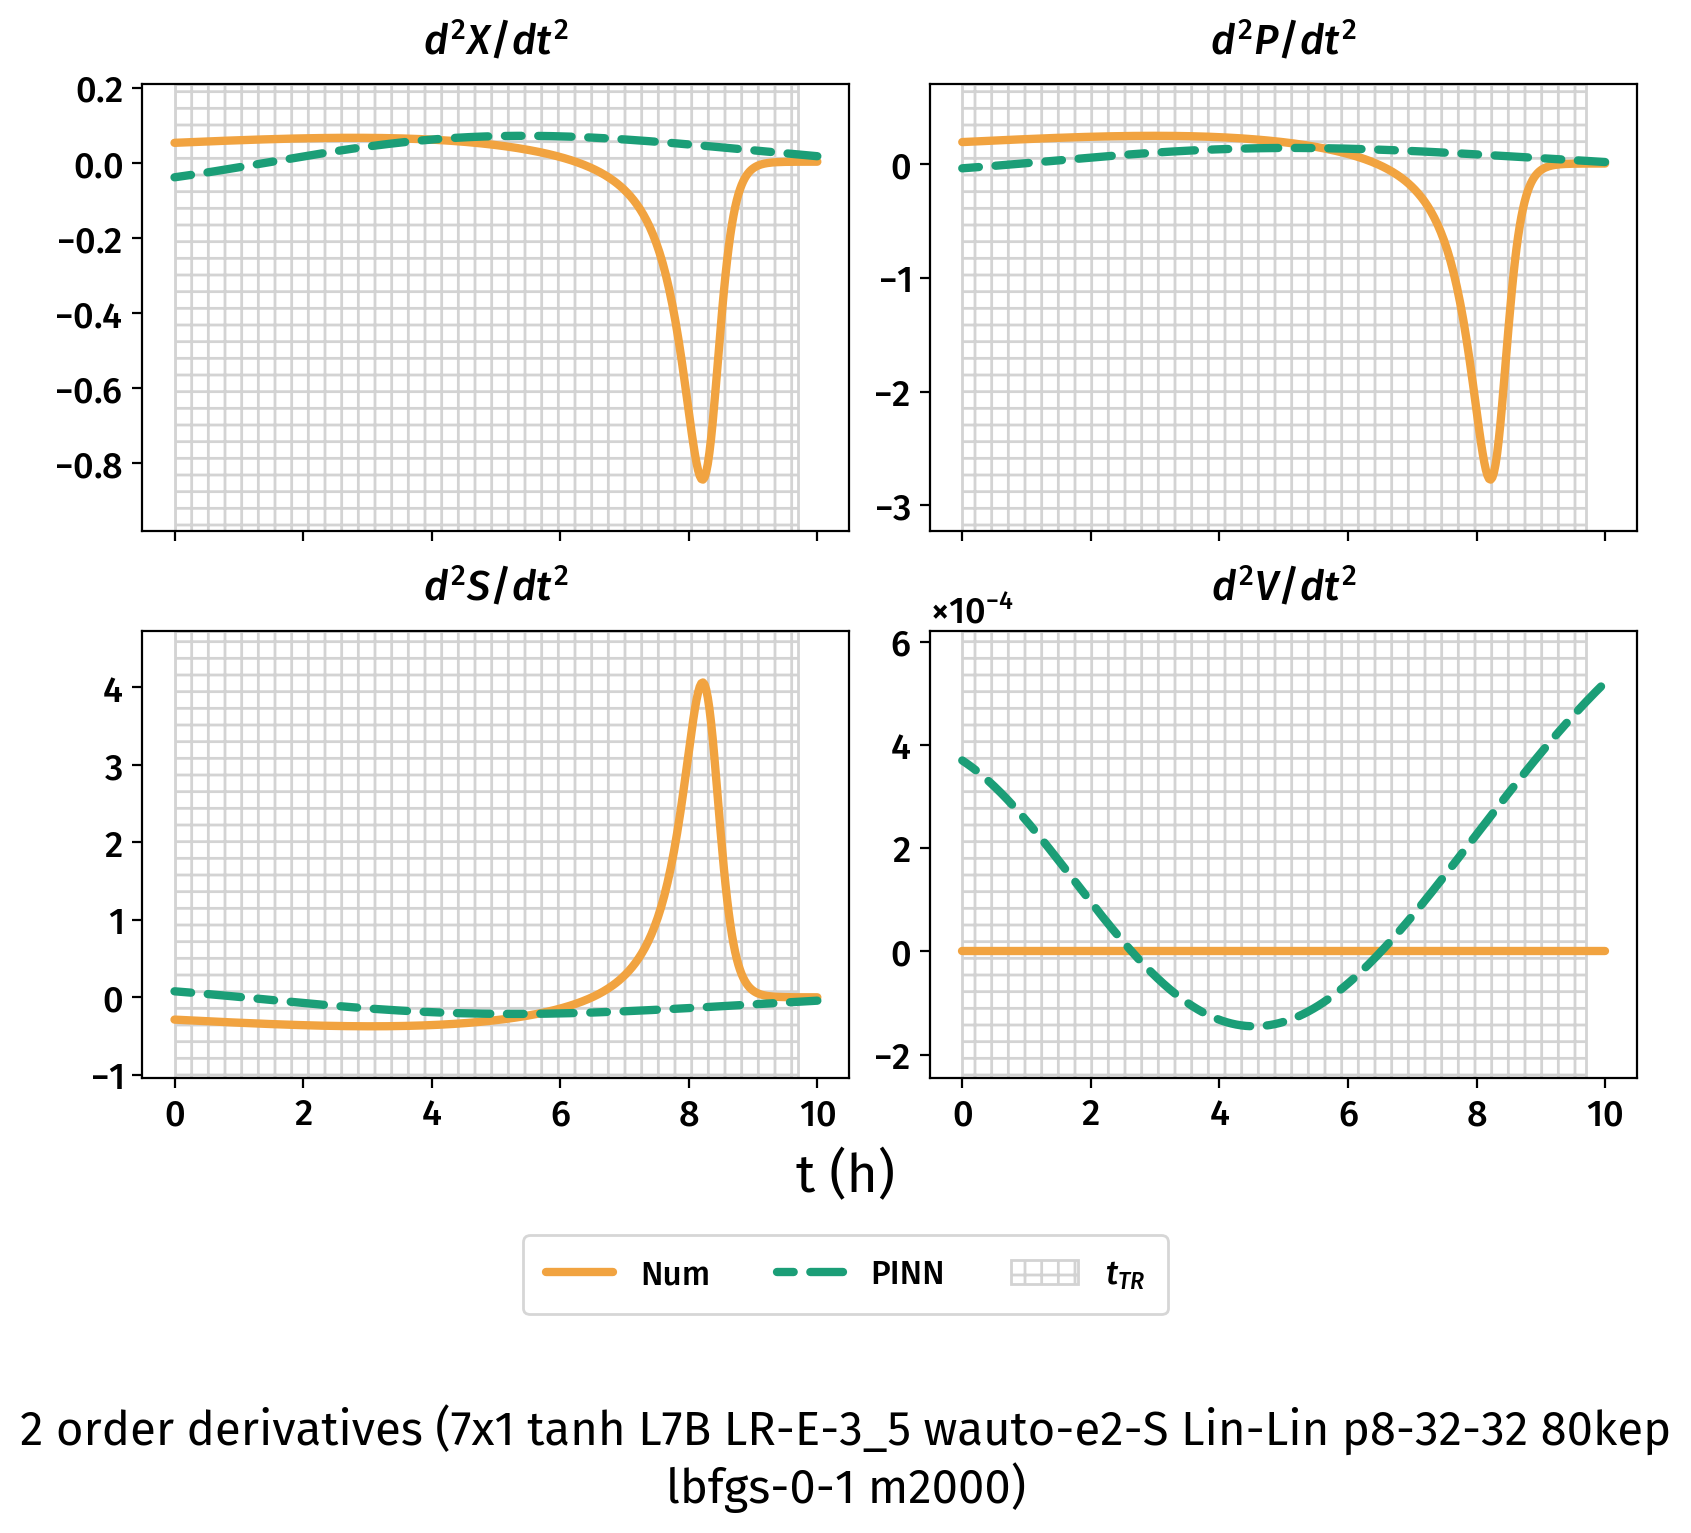 d²X/dt²
d²P/dt²
0.2
0.0
−0.2
−0.4
−0.6
−0.8
0
−1
−2
−3
d²S/dt²
d²V/dt²
×10⁻⁴
4
3
2
1
0
−1
6
4
2
0
−2
0 2 4 6 8 10
0 2 4 6 8 10
t (h)
Num PINN t_TR
2 order derivatives (7x1 tanh L7B LR-E-3_5 wauto-e2-S Lin-Lin p8-32-32 80kep
lbfgs-0-1 m2000)